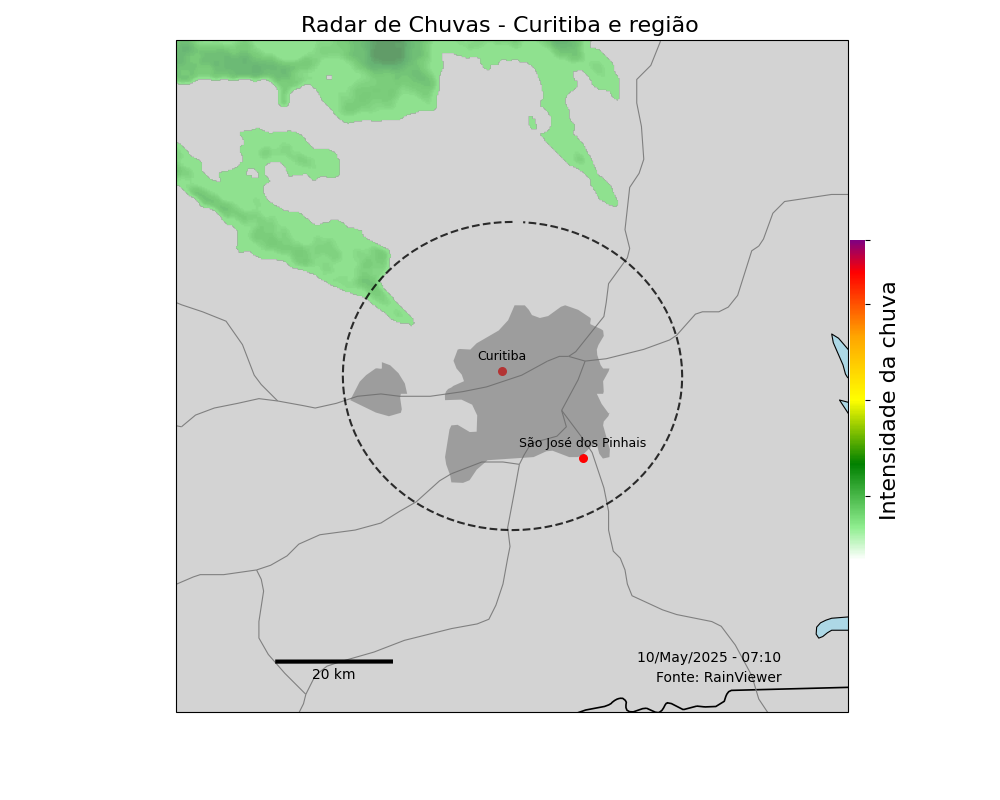 Radar de Chuvas - Curitiba e região
Curitiba
São José dos Pinhais
Intensidade da chuva
10/May/2025 - 07:10
Fonte: RainViewer
20 km